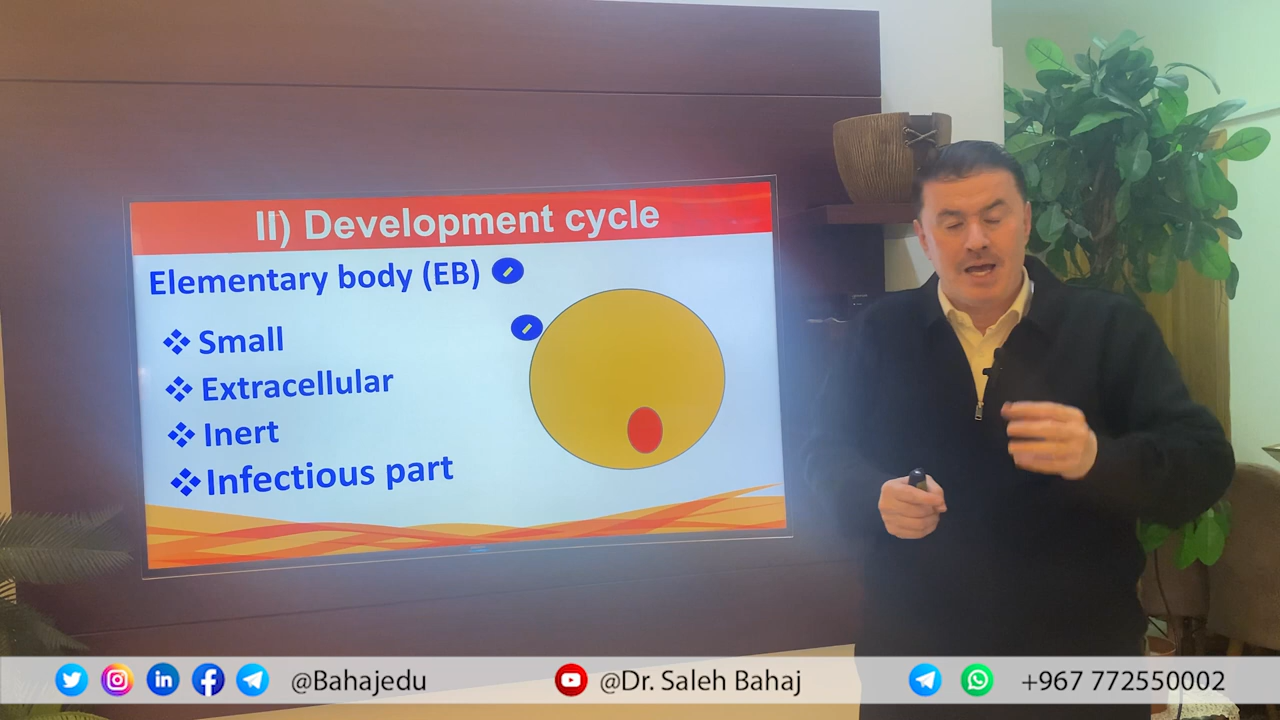 II) Development cycle
Elementary body (EB)
Small
Extracellular
Inert
Infectious part
@Bahajedu
@Dr. Saleh Bahaj
+967 772550002